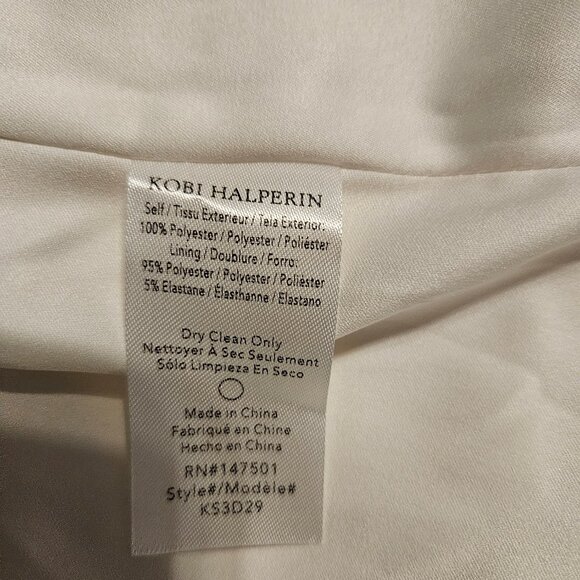 KOBI HALPERIN
Self / Tissu Exterieur / Tela Exterior:
100% Polyester / Polyester / Poliéster
Lining / Doublure / Forro:
95% Polyester / Polyester / Poliéster
5% Elastane / Élasthanne / Elastano
Dry Clean Only
Nettoyer À Sec Seulement
Sólo Limpieza En Seco
Made in China
Fabriqué en China
Hecho en China
RN#147501
Style#/Modèle#
KS3D29